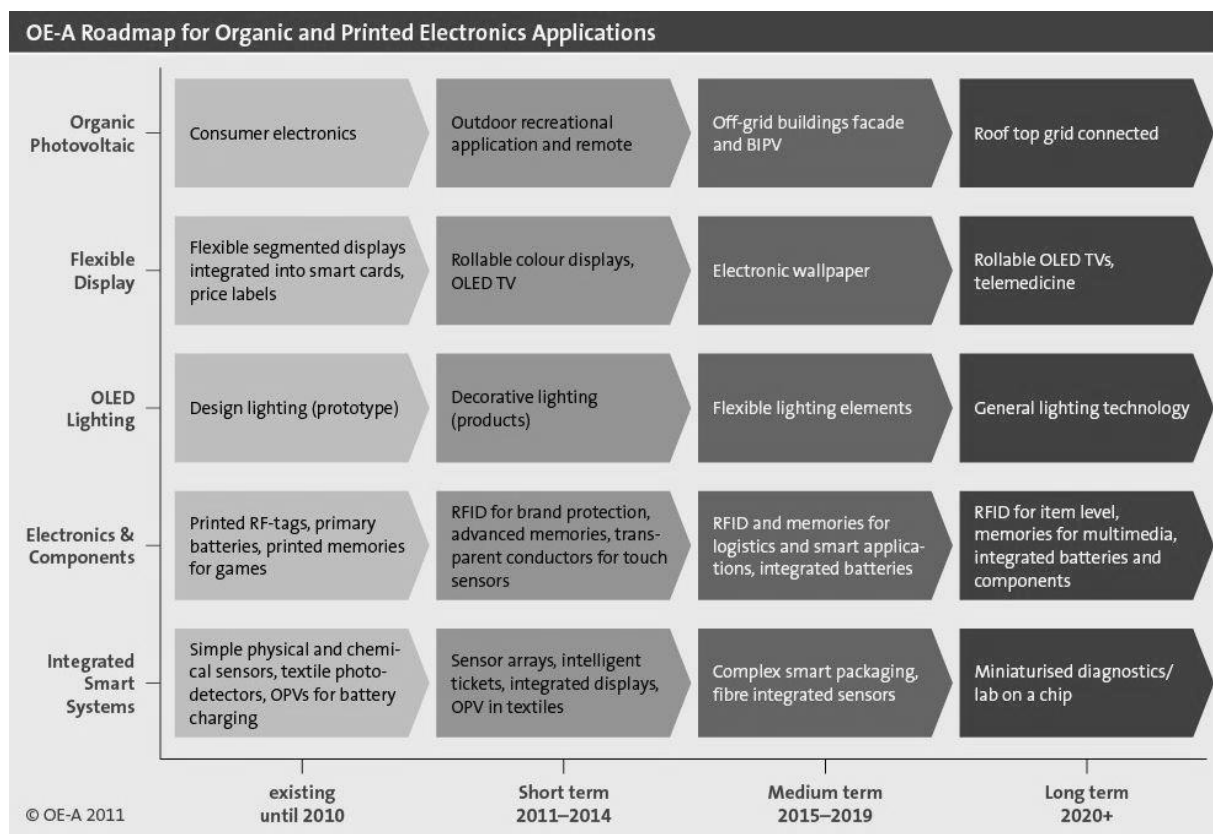 OE-A Roadmap for Organic and Printed Electronics Applications
Organic
Photovoltaic
Consumer electronics
Outdoor recreational
application and remote
Off-grid buildings facade
and BIPV
Roof top grid connected
Flexible
Display
Flexible segmented displays
integrated into smart cards,
price labels
Rollable colour displays,
OLED TV
Electronic wallpaper
Rollable OLED TVs,
telemedicine
OLED
Lighting
Design lighting (prototype)
Decorative lighting
(products)
Flexible lighting elements
General lighting technology
Electronics &
Components
Printed RF-tags, primary
batteries, printed memories
for games
RFID for brand protection,
advanced memories, trans-
parent conductors for touch
sensors
RFID and memories for
logistics and smart applica-
tions, integrated batteries
RFID for item level,
memories for multimedia,
integrated batteries and
components
Integrated
Smart
Systems
Simple physical and chemi-
cal sensors, textile photo-
detectors, OPVs for battery
charging
Sensor arrays, intelligent
tickets, integrated displays,
OPV in textiles
Complex smart packaging,
fibre integrated sensors
Miniaturised diagnostics/
lab on a chip
existing
until 2010
Short term
2011–2014
Medium term
2015–2019
Long term
2020+
© OE-A 2011